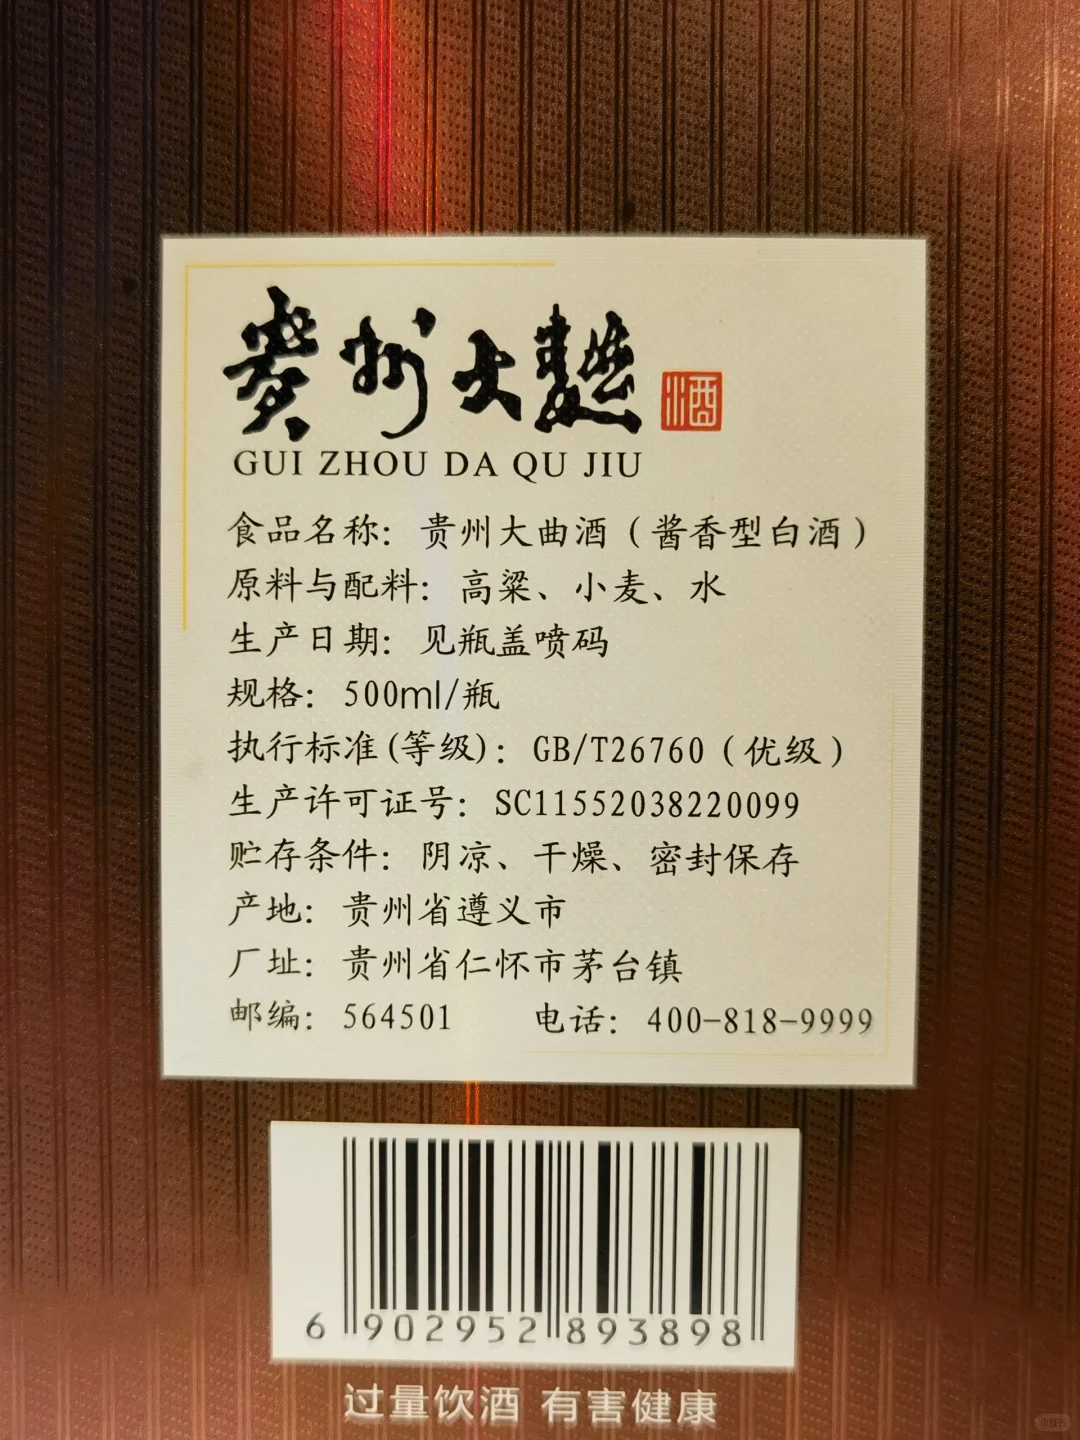 贵州大麯
酒
GUI ZHOU DA QU JIU
食品名称：贵州大曲酒（酱香型白酒）
原料与配料：高粱、小麦、水
生产日期：见瓶盖喷码
规格：500ml/瓶
执行标准(等级)：GB/T26760（优级）
生产许可证号：SC11552038220099
贮存条件：阴凉、干燥、密封保存
产地：贵州省遵义市
厂址：贵州省仁怀市茅台镇
邮编：564501 电话：400-818-9999
6 902952 893898
过量饮酒 有害健康
小红书